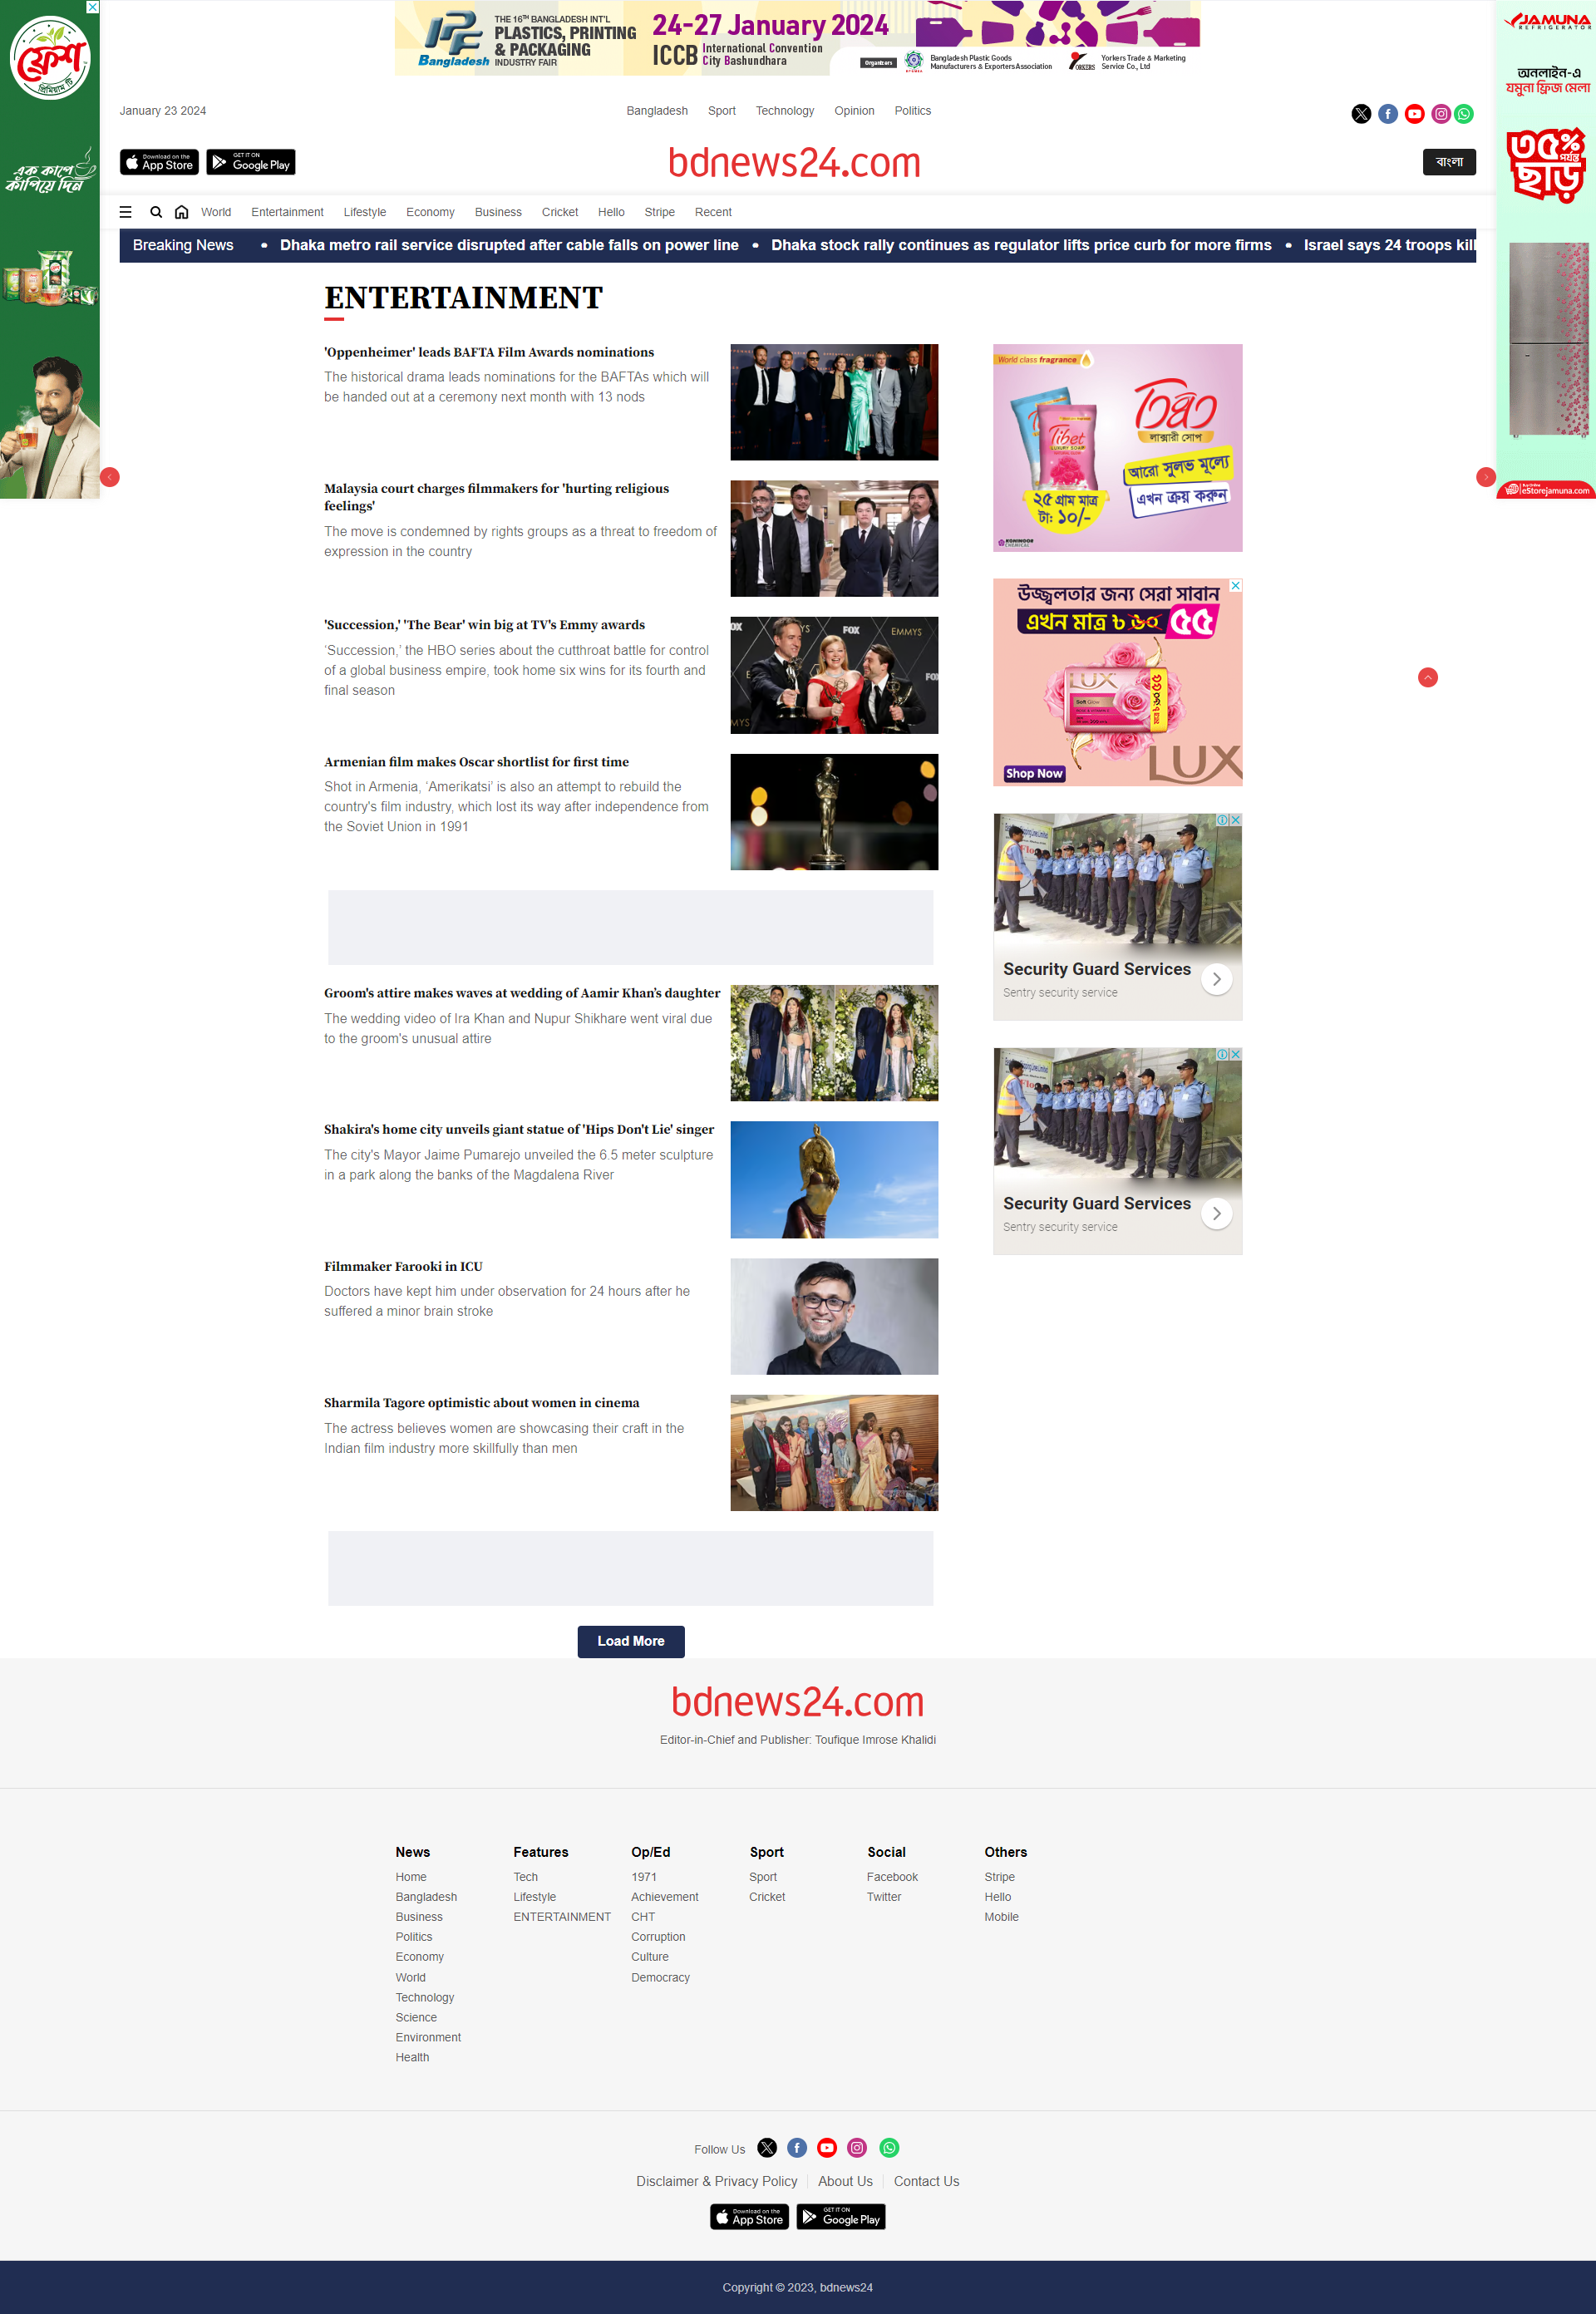 ফ্রেশ
প্রিমিয়াম টি
এক কাপে
কাঁপিয়ে দিন
Bangladesh
THE 16TH BANGLADESH INT'L
PLASTICS, PRINTING
& PACKAGING
INDUSTRY FAIR
24-27 January 2024
ICCB International Convention
City Bashundhara
Organizers
Bangladesh Plastic Goods
Manufacturers & Exporters Association
YORKERS
Yorkers Trade & Marketing
Service Co., Ltd
JAMUNA
REFRIGERATOR
অনলাইন-এ
যমুনা ফ্রিজ মেলা
৩৫%
পর্যন্ত
ছাড়
eStorejamuna.com
January 23 2024
Bangladesh Sport Technology Opinion Politics
Download on the
App Store
GET IT ON
Google Play
bdnews24.com
বাংলা
World Entertainment Lifestyle Economy Business Cricket Hello Stripe Recent
Breaking News • Dhaka metro rail service disrupted after cable falls on power line • Dhaka stock rally continues as regulator lifts price curb for more firms • Israel says 24 troops kill
ENTERTAINMENT
'Oppenheimer' leads BAFTA Film Awards nominations
The historical drama leads nominations for the BAFTAs which will
be handed out at a ceremony next month with 13 nods
Malaysia court charges filmmakers for 'hurting religious
feelings'
The move is condemned by rights groups as a threat to freedom of
expression in the country
'Succession,' 'The Bear' win big at TV's Emmy awards
‘Succession,’ the HBO series about the cutthroat battle for control
of a global business empire, took home six wins for its fourth and
final season
FOX
EMMYS
Armenian film makes Oscar shortlist for first time
Shot in Armenia, ‘Amerikatsi’ is also an attempt to rebuild the
country's film industry, which lost its way after independence from
the Soviet Union in 1991
Groom's attire makes waves at wedding of Aamir Khan’s daughter
The wedding video of Ira Khan and Nupur Shikhare went viral due
to the groom's unusual attire
Shakira's home city unveils giant statue of 'Hips Don't Lie' singer
The city's Mayor Jaime Pumarejo unveiled the 6.5 meter sculpture
in a park along the banks of the Magdalena River
Filmmaker Farooki in ICU
Doctors have kept him under observation for 24 hours after he
suffered a minor brain stroke
Sharmila Tagore optimistic about women in cinema
The actress believes women are showcasing their craft in the
Indian film industry more skillfully than men
Load More
World class fragrance
তিব্বত
লাক্সারী সোপ
Tibet
LUXURY SOAP
আরো সুলভ মূল্যে
এখন ক্রয় করুন
২৫ গ্রাম মাত্র
টাঃ ১০/-
KOHINOOR
CHEMICAL
উজ্জ্বলতার জন্য সেরা সাবান
এখন মাত্র ৳ ৬০ ৫৫
LUX
Soft Glow
Shop Now
LUX
Security Guard Services
Sentry security service
Security Guard Services
Sentry security service
bdnews24.com
Editor-in-Chief and Publisher: Toufique Imrose Khalidi
News
Home
Bangladesh
Business
Politics
Economy
World
Technology
Science
Environment
Health
Features
Tech
Lifestyle
ENTERTAINMENT
Op/Ed
1971
Achievement
CHT
Corruption
Culture
Democracy
Sport
Sport
Cricket
Social
Facebook
Twitter
Others
Stripe
Hello
Mobile
Follow Us
Disclaimer & Privacy Policy About Us Contact Us
Download on the
App Store
GET IT ON
Google Play
Copyright © 2023, bdnews24